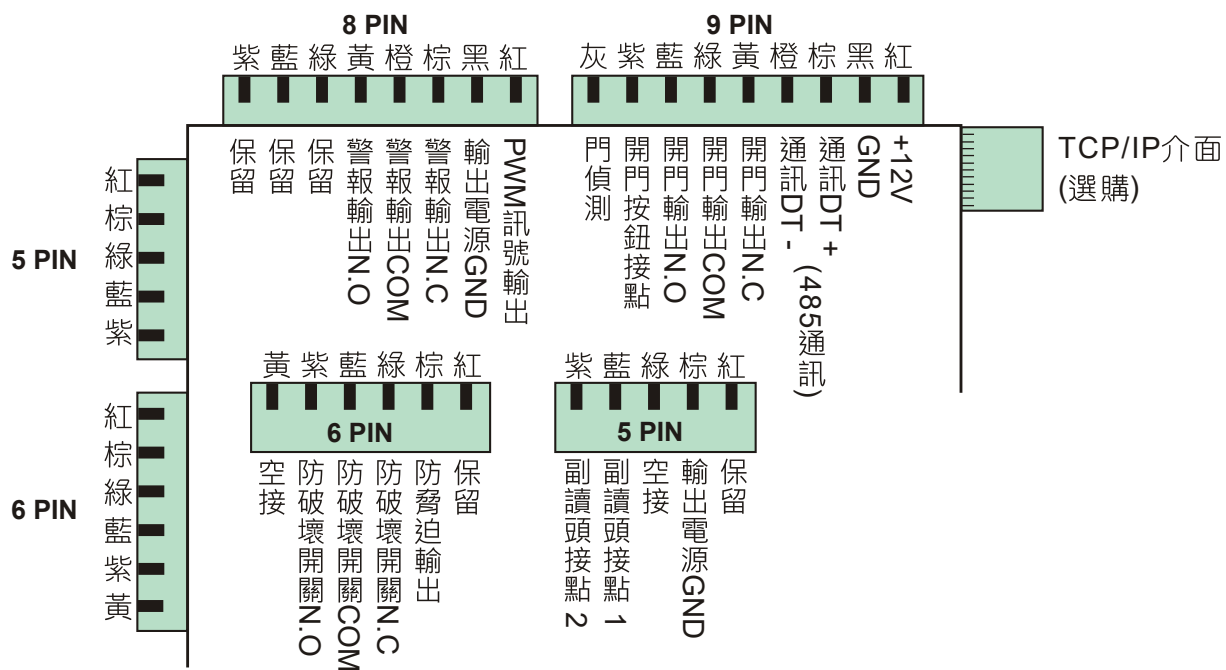 8 PIN
9 PIN
紫 藍 綠 黃 橙 棕 黑 紅
灰 紫 藍 綠 黃 橙 棕 黑 紅
保留
保留
保留
警報輸出N.O
警報輸出COM
警報輸出N.C
輸出電源GND
PWM訊號輸出
門偵測
開門按鈕接點
開門輸出N.O
開門輸出COM
開門輸出N.C
通訊DT -
通訊DT +
(485通訊)
GND
+12V
TCP/IP介面
(選購)
5 PIN
紅
棕
綠
藍
紫
6 PIN
紅
棕
綠
藍
紫
黃
黃 紫 藍 綠 棕 紅
6 PIN
空接
防破壞開關N.O
防破壞開關COM
防破壞開關N.C
防脅迫輸出
保留
紫 藍 綠 棕 紅
5 PIN
副讀頭接點 2
副讀頭接點 1
空接
輸出電源GND
保留